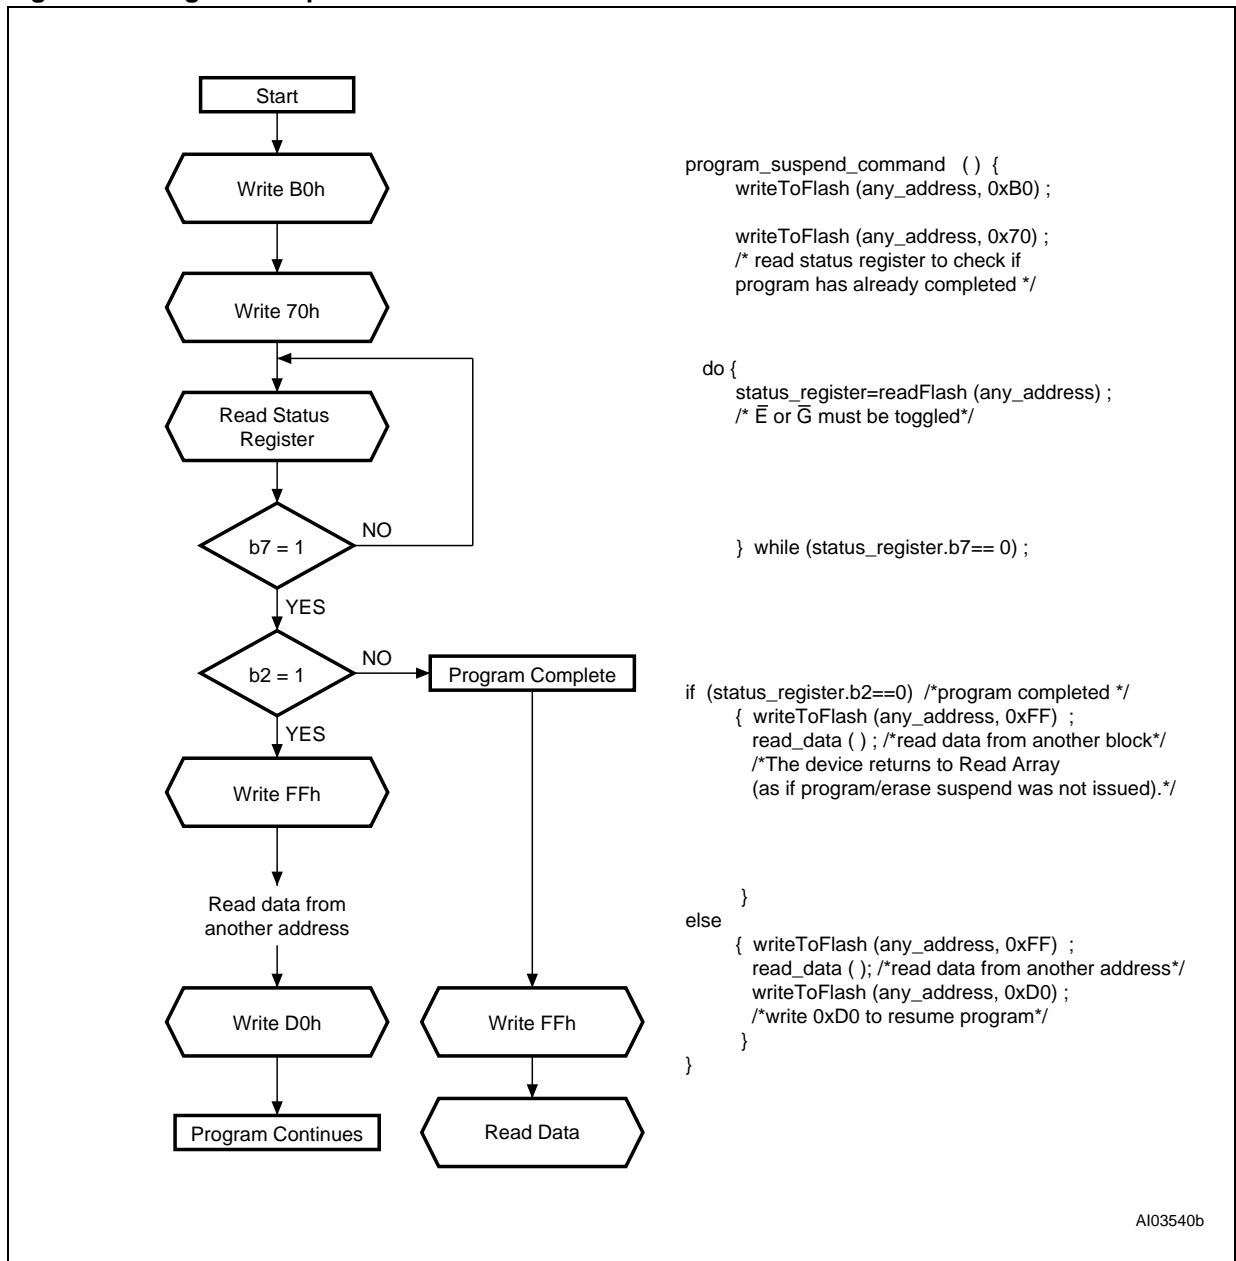 Start
Write B0h
Write 70h
Read Status
Register
NO
b7 = 1
YES
NO
b2 = 1
Program Complete
YES
Write FFh
Read data from
another address
Write D0h
Write FFh
Program Continues
Read Data
program_suspend_command ( ) {
writeToFlash (any_address, 0xB0) ;
writeToFlash (any_address, 0x70) ;
/* read status register to check if
program has already completed */
do {
status_register=readFlash (any_address) ;
/* E̅ or G̅ must be toggled*/
} while (status_register.b7== 0) ;
if (status_register.b2==0) /*program completed */
{ writeToFlash (any_address, 0xFF) ;
read_data ( ) ; /*read data from another block*/
/*The device returns to Read Array
(as if program/erase suspend was not issued).*/
}
else
{ writeToFlash (any_address, 0xFF) ;
read_data ( ); /*read data from another address*/
writeToFlash (any_address, 0xD0) ;
/*write 0xD0 to resume program*/
}
}
AI03540b